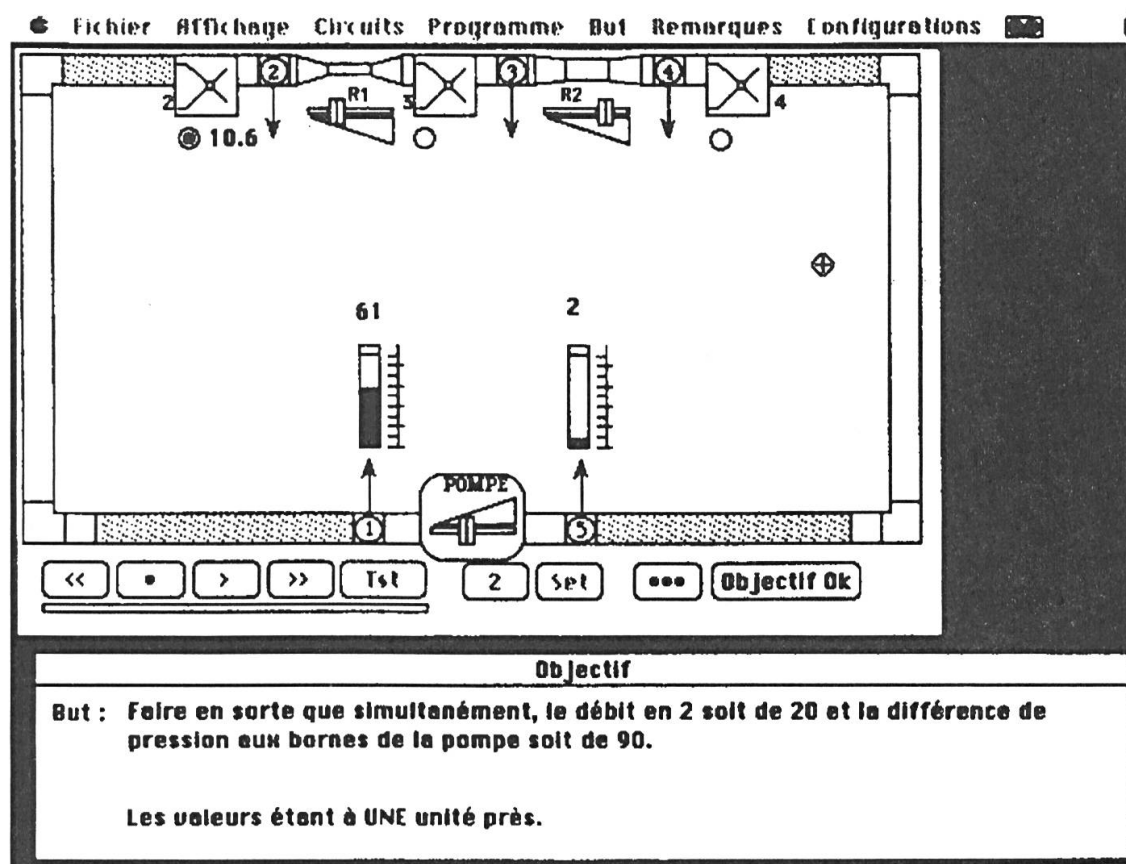 Fichier Affichage Circuits Programme But Remarques Configurations
2 3 4
R1 R2
2 3 4
10.6
61 2
POMPE
1 5
<< • > >> Tst 2 Set ••• Objectif Ok
Objectif
But : Faire en sorte que simultanément, le débit en 2 soit de 20 et la différence de
pression aux bornes de la pompe soit de 90.
Les valeurs étant à UNE unité près.